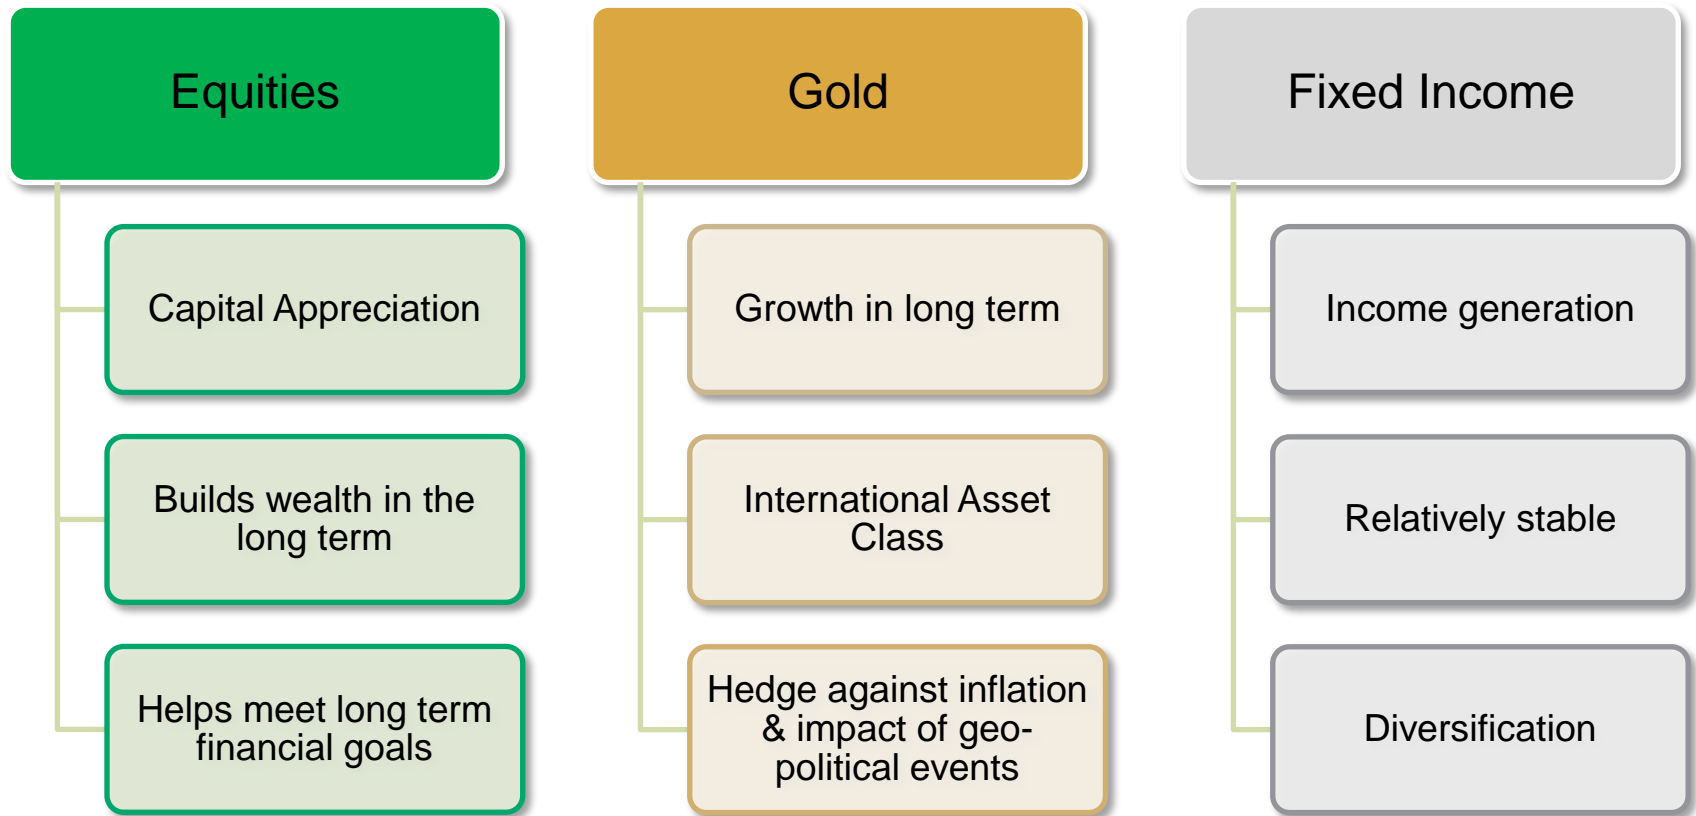 Equities
Capital Appreciation
Builds wealth in the
long term
Helps meet long term
financial goals
Gold
Growth in long term
International Asset
Class
Hedge against inflation
& impact of geo-
political events
Fixed Income
Income generation
Relatively stable
Diversification